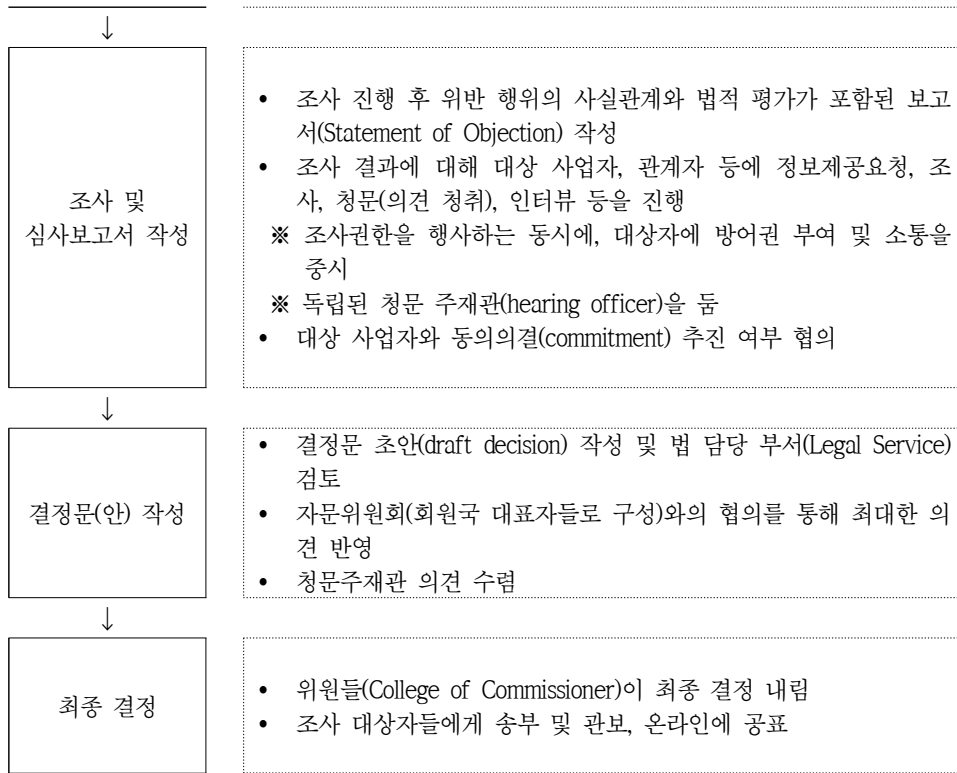 ↓
조사 및
심사보고서 작성
• 조사 진행 후 위반 행위의 사실관계와 법적 평가가 포함된 보고
서(Statement of Objection) 작성
• 조사 결과에 대해 대상 사업자, 관계자 등에 정보제공요청, 조
사, 청문(의견 청취), 인터뷰 등을 진행
※ 조사권한을 행사하는 동시에, 대상자에 방어권 부여 및 소통을
중시
※ 독립된 청문 주재관(hearing officer)을 둠
• 대상 사업자와 동의의결(commitment) 추진 여부 협의
↓
결정문(안) 작성
• 결정문 초안(draft decision) 작성 및 법 담당 부서(Legal Service)
검토
• 자문위원회(회원국 대표자들로 구성)와의 협의를 통해 최대한 의
견 반영
• 청문주재관 의견 수렴
↓
최종 결정
• 위원들(College of Commissioner)이 최종 결정 내림
• 조사 대상자들에게 송부 및 관보, 온라인에 공표